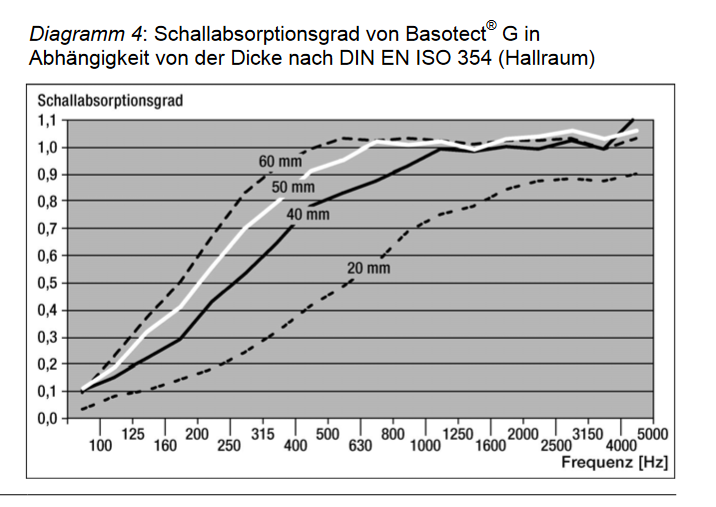 Diagramm 4: Schallabsorptionsgrad von Basotect® G in
Abhängigkeit von der Dicke nach DIN EN ISO 354 (Hallraum)
Schallabsorptionsgrad
1,1
1,0
0,9
0,8
0,7
0,6
0,5
0,4
0,3
0,2
0,1
0,0
60 mm
50 mm
40 mm
20 mm
125 200 315 500 800 1250 2000 3150 5000
100 160 250 400 630 1000 1600 2500 4000
Frequenz [Hz]